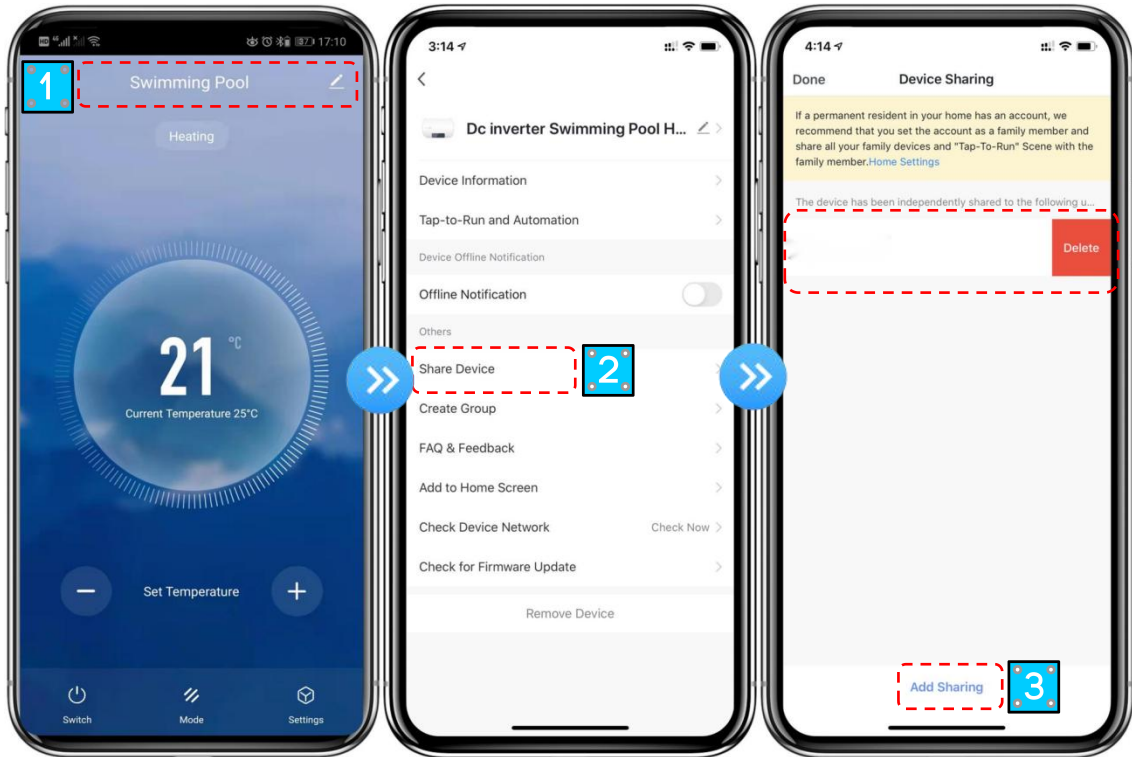 HD 46 37 17:10
1
Swimming Pool
Heating
21 °C
Current Temperature 25°C
Set Temperature
Switch
Mode
Settings
3:14
Dc inverter Swimming Pool H...
Device Information
Tap-to-Run and Automation
Device Offline Notification
Offline Notification
Others
Share Device
2
Create Group
FAQ & Feedback
Add to Home Screen
Check Device Network Check Now
Check for Firmware Update
Remove Device
4:14
Done Device Sharing
If a permanent resident in your home has an account, we
recommend that you set the account as a family member and
share all your family devices and "Tap-To-Run" Scene with the
family member.Home Settings
The device has been independently shared to the following u...
Delete
Add Sharing
3